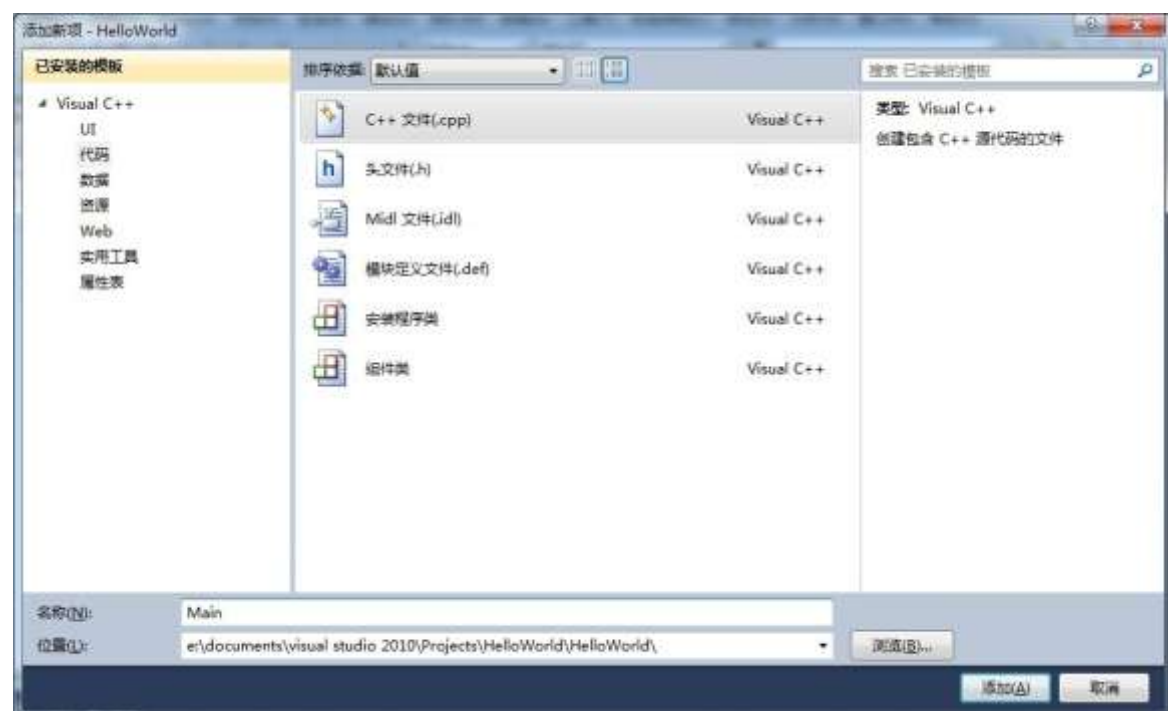 添加新项 - HelloWorld
已安装的模板
Visual C++
UI
代码
数据
资源
Web
实用工具
属性表
排序依据: 默认值
C++ 文件(.cpp) Visual C++
头文件(.h) Visual C++
Midl 文件(.idl) Visual C++
模块定义文件(.def) Visual C++
安装程序类 Visual C++
组件类 Visual C++
搜索 已安装的模板
类型: Visual C++
创建包含 C++ 源代码的文件
名称(N): Main
位置(L): e:\documents\visual studio 2010\Projects\HelloWorld\HelloWorld\
浏览(B)...
添加(A) 取消